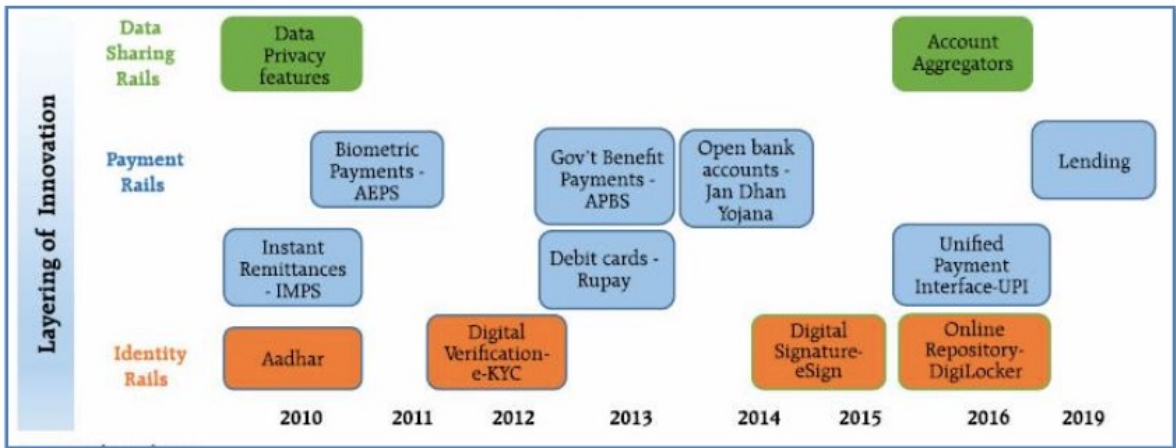 Layering of Innovation
Data
Sharing
Rails
Data
Privacy
features
Account
Aggregators
Payment
Rails
Biometric
Payments -
AEPS
Gov't Benefit
Payments -
APBS
Open bank
accounts -
Jan Dhan
Yojana
Lending
Instant
Remittances
- IMPS
Debit cards -
Rupay
Unified
Payment
Interface-UPI
Identity
Rails
Aadhar
Digital
Verification-
e-KYC
Digital
Signature-
eSign
Online
Repository-
DigiLocker
2010 2011 2012 2013 2014 2015 2016 2019